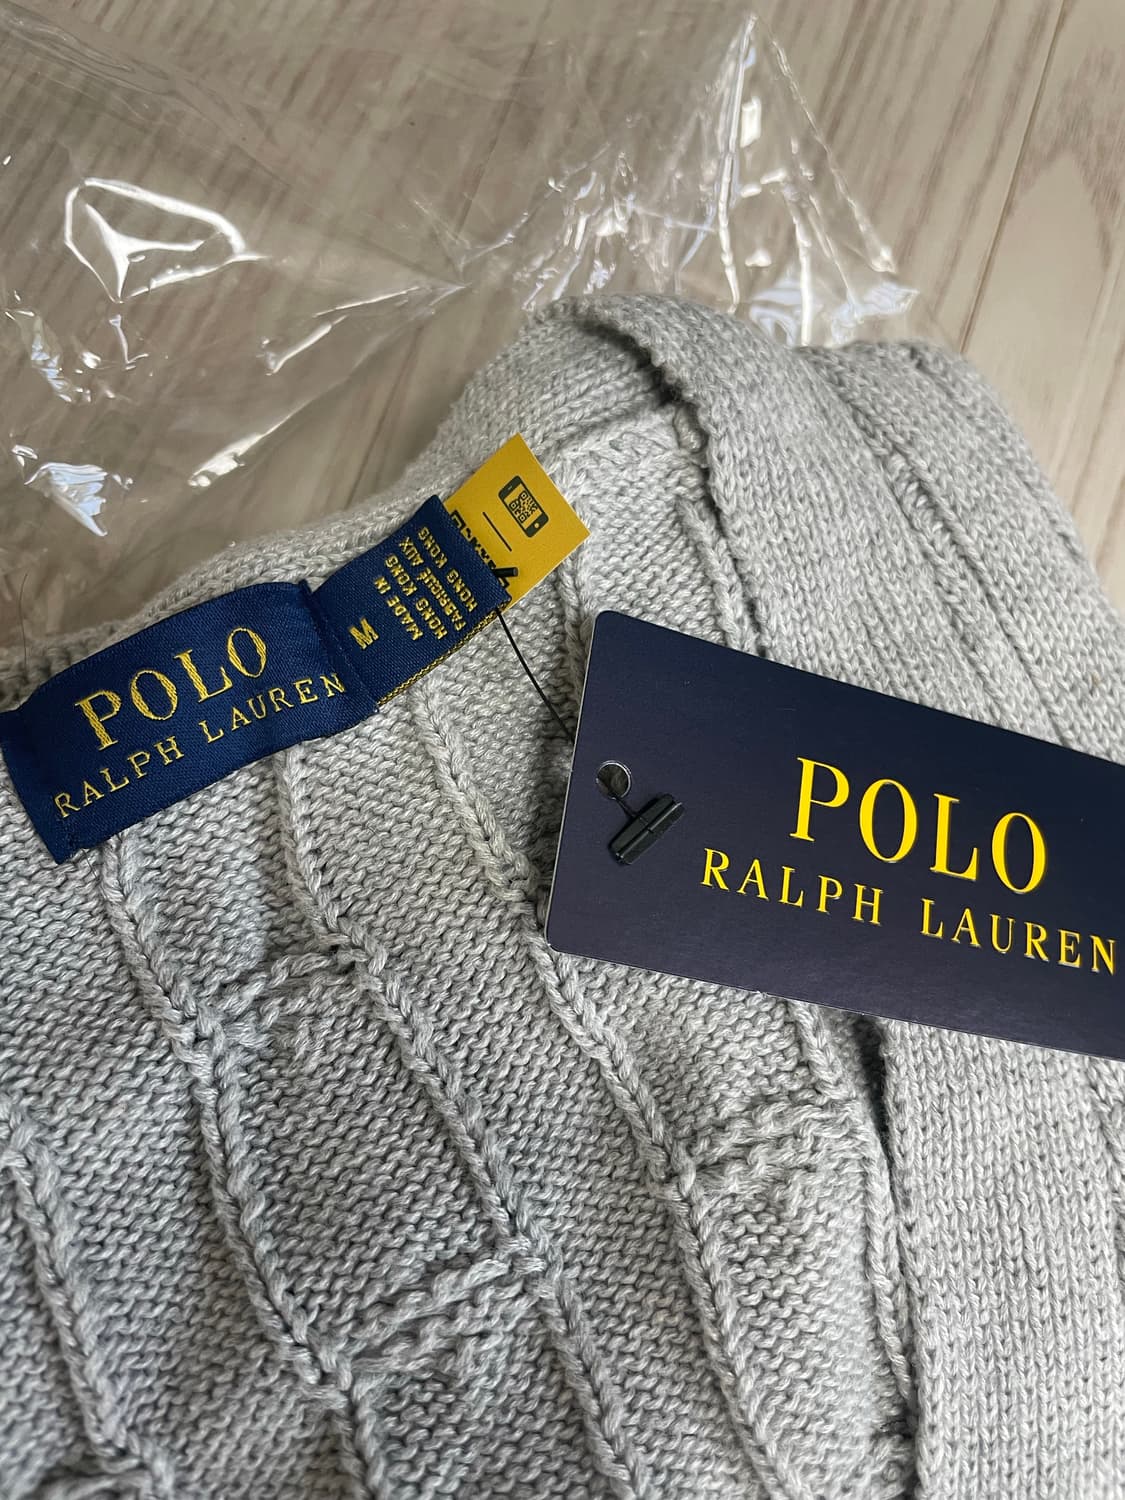 POLO
RALPH LAUREN
M
MADE IN
HONG KONG
FABRIQUÉ AUX
HONG KONG
POLO
RALPH LAUREN